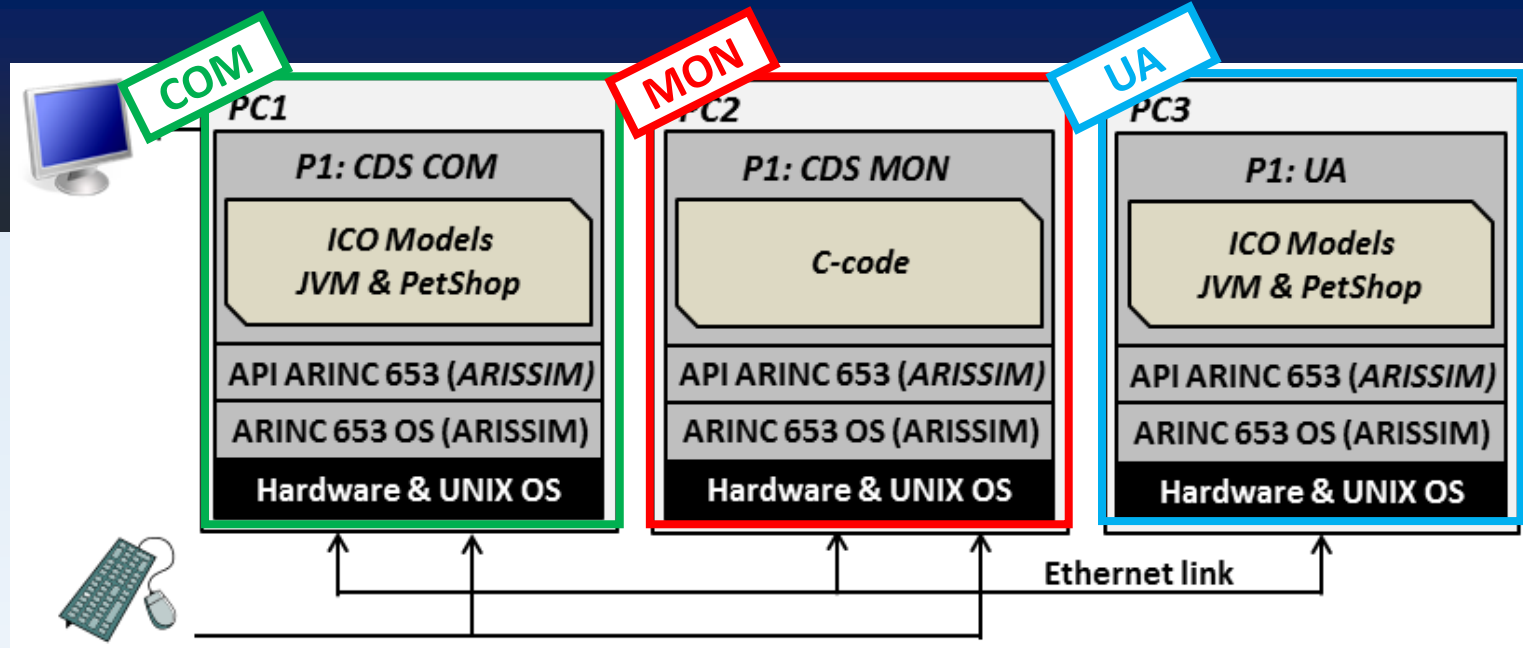 COM
MON
UA
PC1
PC2
PC3
P1: CDS COM
P1: CDS MON
P1: UA
ICO Models
JVM & PetShop
C-code
ICO Models
JVM & PetShop
API ARINC 653 (ARISSIM)
API ARINC 653 (ARISSIM)
API ARINC 653 (ARISSIM)
ARINC 653 OS (ARISSIM)
ARINC 653 OS (ARISSIM)
ARINC 653 OS (ARISSIM)
Hardware & UNIX OS
Hardware & UNIX OS
Hardware & UNIX OS
Ethernet link